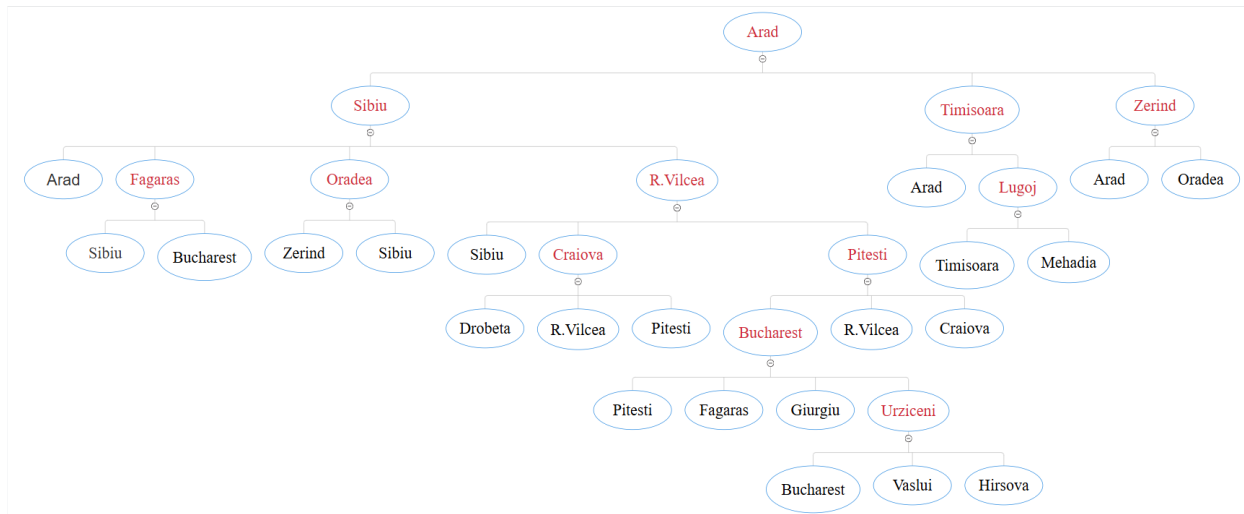 Arad
Sibiu
Timisoara
Zerind
Arad
Fagaras
Oradea
R.Vilcea
Arad
Lugoj
Arad
Oradea
Sibiu
Bucharest
Zerind
Sibiu
Sibiu
Craiova
Pitesti
Timisoara
Mehadia
Drobeta
R.Vilcea
Pitesti
Bucharest
R.Vilcea
Craiova
Pitesti
Fagaras
Giurgiu
Urziceni
Bucharest
Vaslui
Hirsova